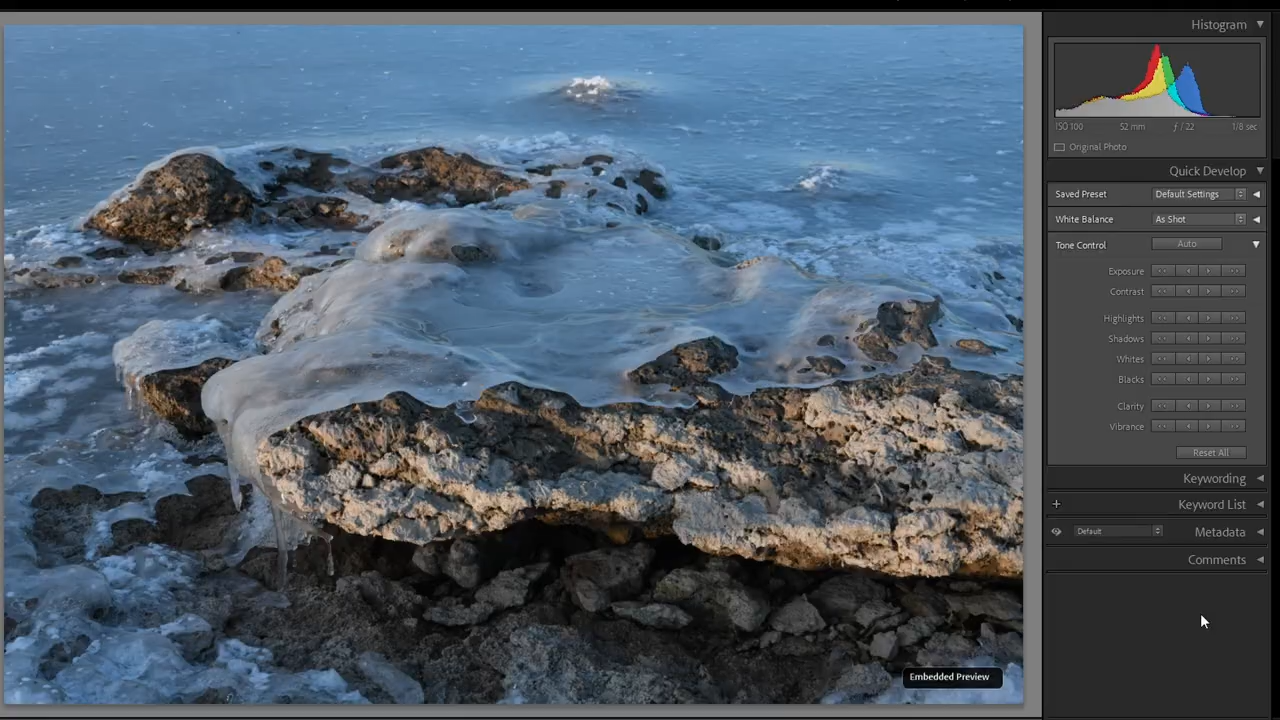 Histogram
ISO 100 52 mm ƒ / 22 1/8 sec
Original Photo
Quick Develop
Saved Preset Default Settings
White Balance As Shot
Tone Control Auto
Exposure
Contrast
Highlights
Shadows
Whites
Blacks
Clarity
Vibrance
Reset All
Keywording
+ Keyword List
Default Metadata
Comments
Embedded Preview